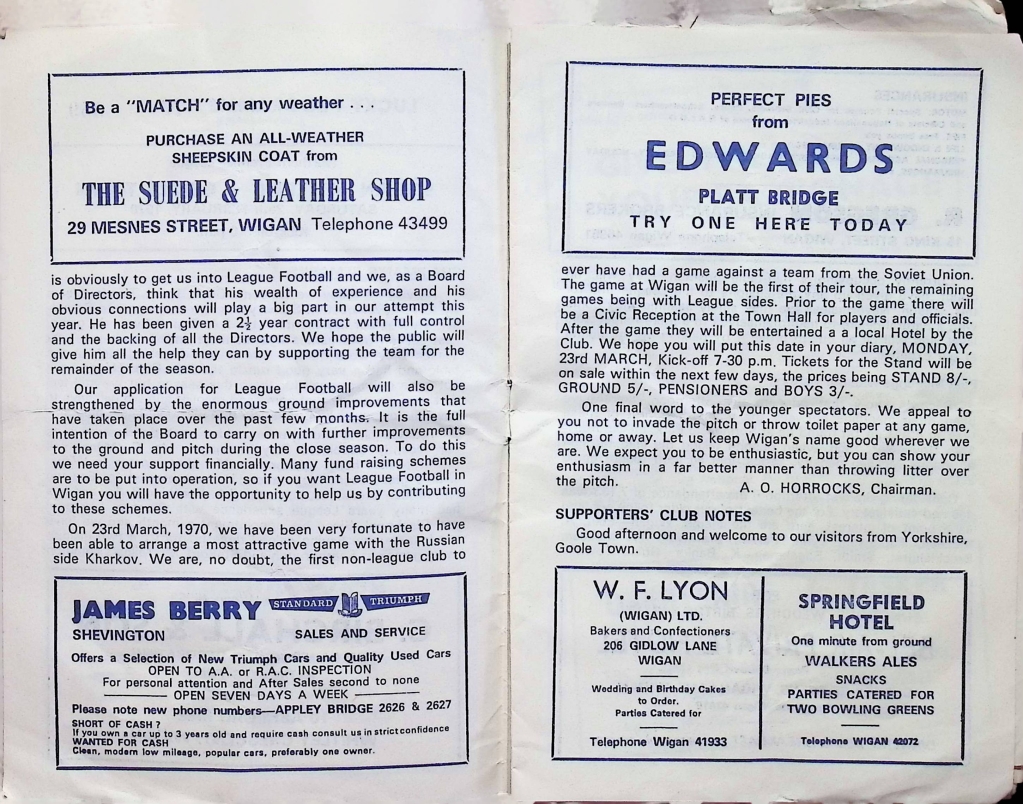 Be a "MATCH" for any weather . . .
PURCHASE AN ALL-WEATHER
SHEEPSKIN COAT from
THE SUEDE & LEATHER SHOP
29 MESNES STREET, WIGAN Telephone 43499
is obviously to get us into League Football and we, as a Board
of Directors, think that his wealth of experience and his
obvious connections will play a big part in our attempt this
year. He has been given a 2½ year contract with full control
and the backing of all the Directors. We hope the public will
give him all the help they can by supporting the team for the
remainder of the season.
Our application for League Football will also be
strengthened by the enormous ground improvements that
have taken place over the past few months. It is the full
intention of the Board to carry on with further improvements
to the ground and pitch during the close season. To do this
we need your support financially. Many fund raising schemes
are to be put into operation, so if you want League Football in
Wigan you will have the opportunity to help us by contributing
to these schemes.
On 23rd March, 1970, we have been very fortunate to have
been able to arrange a most attractive game with the Russian
side Kharkov. We are, no doubt, the first non-league club to
JAMES BERRY STANDARD TRIUMPH
SHEVINGTON SALES AND SERVICE
Offers a Selection of New Triumph Cars and Quality Used Cars
OPEN TO A.A. or R.A.C. INSPECTION
For personal attention and After Sales second to none
OPEN SEVEN DAYS A WEEK
Please note new phone numbers—APPLEY BRIDGE 2626 & 2627
SHORT OF CASH ?
If you own a car up to 3 years old and require cash consult us in strict confidence
WANTED FOR CASH
Clean, modern low mileage, popular cars, preferably one owner.
PERFECT PIES
from
EDWARDS
PLATT BRIDGE
TRY ONE HERE TODAY
ever have had a game against a team from the Soviet Union.
The game at Wigan will be the first of their tour, the remaining
games being with League sides. Prior to the game there will
be a Civic Reception at the Town Hall for players and officials.
After the game they will be entertained a a local Hotel by the
Club. We hope you will put this date in your diary, MONDAY,
23rd MARCH, Kick-off 7-30 p.m. Tickets for the Stand will be
on sale within the next few days, the prices being STAND 8/-,
GROUND 5/-, PENSIONERS and BOYS 3/-.
One final word to the younger spectators. We appeal to
you not to invade the pitch or throw toilet paper at any game,
home or away. Let us keep Wigan's name good wherever we
are. We expect you to be enthusiastic, but you can show your
enthusiasm in a far better manner than throwing litter over
the pitch. A. O. HORROCKS, Chairman.
SUPPORTERS' CLUB NOTES
Good afternoon and welcome to our visitors from Yorkshire,
Goole Town.
W. F. LYON
(WIGAN) LTD.
Bakers and Confectioners
206 GIDLOW LANE
WIGAN
Wedding and Birthday Cakes
to Order.
Parties Catered for
Telephone Wigan 41933
SPRINGFIELD
HOTEL
One minute from ground
WALKERS ALES
SNACKS
PARTIES CATERED FOR
TWO BOWLING GREENS
Telephone WIGAN 42072